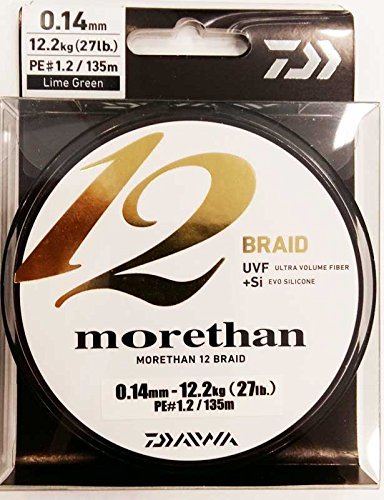 0.14mm
12.2kg (27lb.)
PE#1.2 / 135m
Lime Green
12
BRAID
UVF ULTRA VOLUME FIBER
+Si EVO SILICONE
morethan
MORETHAN 12 BRAID
0.14mm-12.2kg (27lb.)
PE#1.2/135m
DAIWA